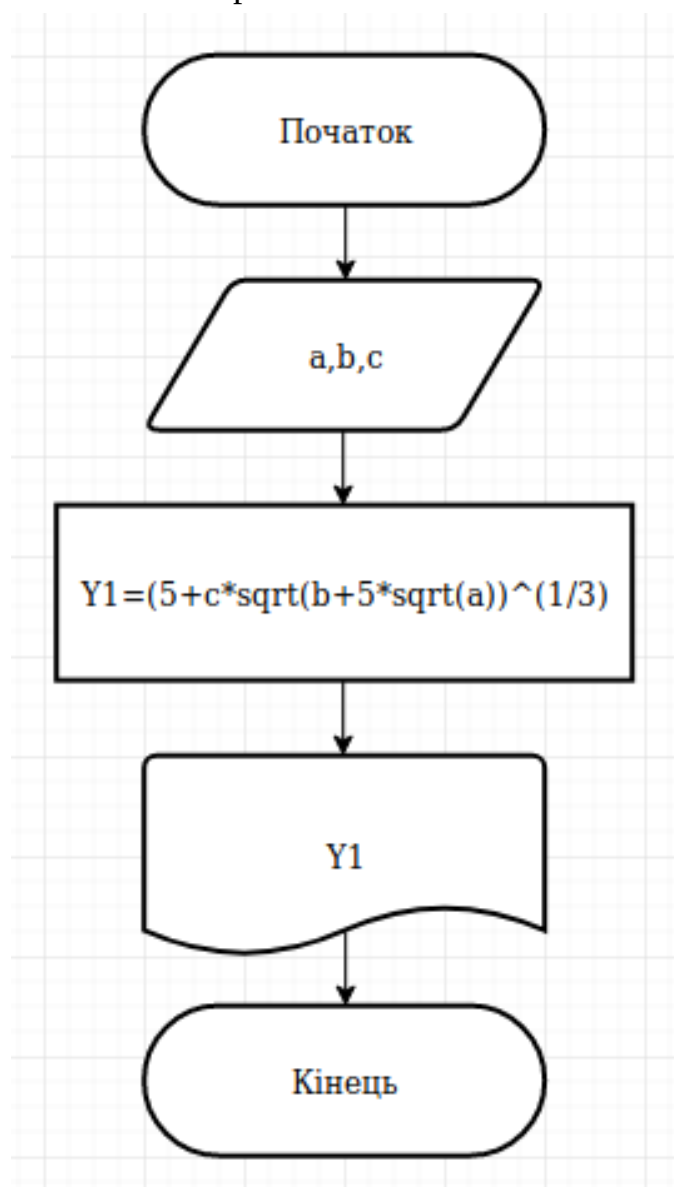 Початок
a,b,c
Y1=(5+c*sqrt(b+5*sqrt(a))^(1/3)
Y1
Кінець